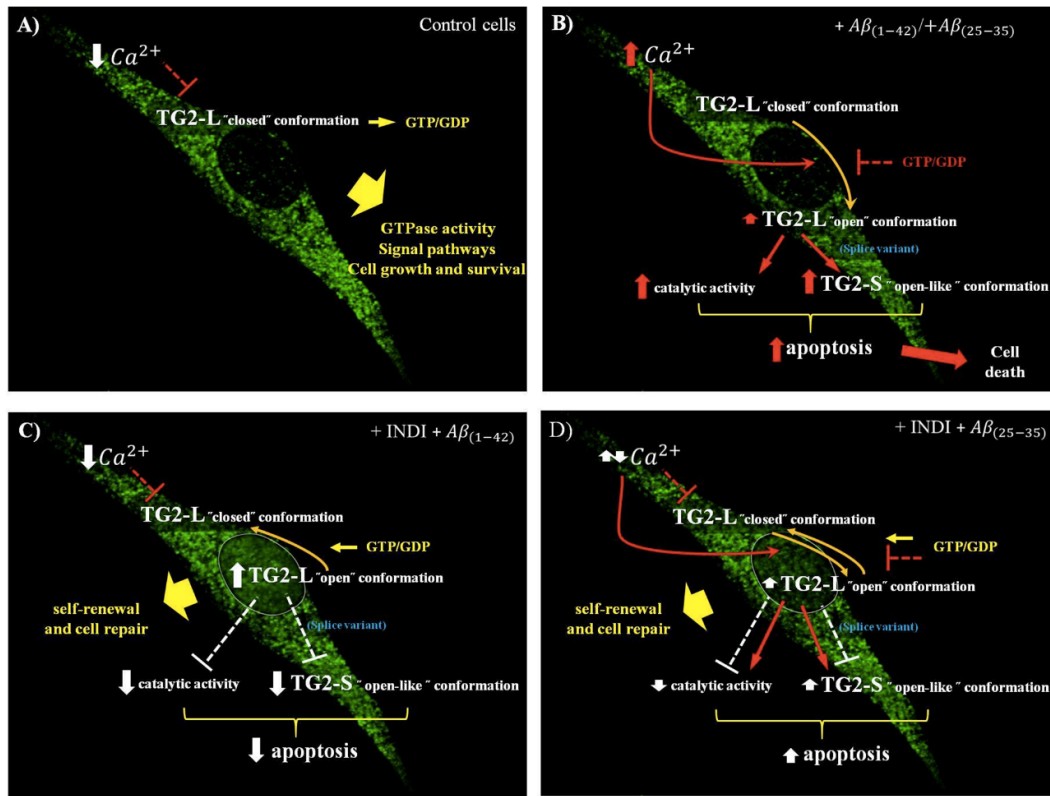 A)
Control cells
Ca²⁺
TG2-L "closed" conformation
GTP/GDP
GTPase activity
Signal pathways
Cell growth and survival
B)
+ Aβ(1−42)/+Aβ(25−35)
Ca²⁺
TG2-L "closed" conformation
GTP/GDP
TG2-L "open" conformation
(Splice variant)
catalytic activity
TG2-S "open-like" conformation
apoptosis
Cell
death
C)
+ INDI + Aβ(1−42)
Ca²⁺
TG2-L "closed" conformation
GTP/GDP
TG2-L "open" conformation
self-renewal
and cell repair
(Splice variant)
catalytic activity
TG2-S "open-like" conformation
apoptosis
D)
+ INDI + Aβ(25−35)
Ca²⁺
TG2-L "closed" conformation
GTP/GDP
TG2-L "open" conformation
self-renewal
and cell repair
(Splice variant)
catalytic activity
TG2-S "open-like" conformation
apoptosis